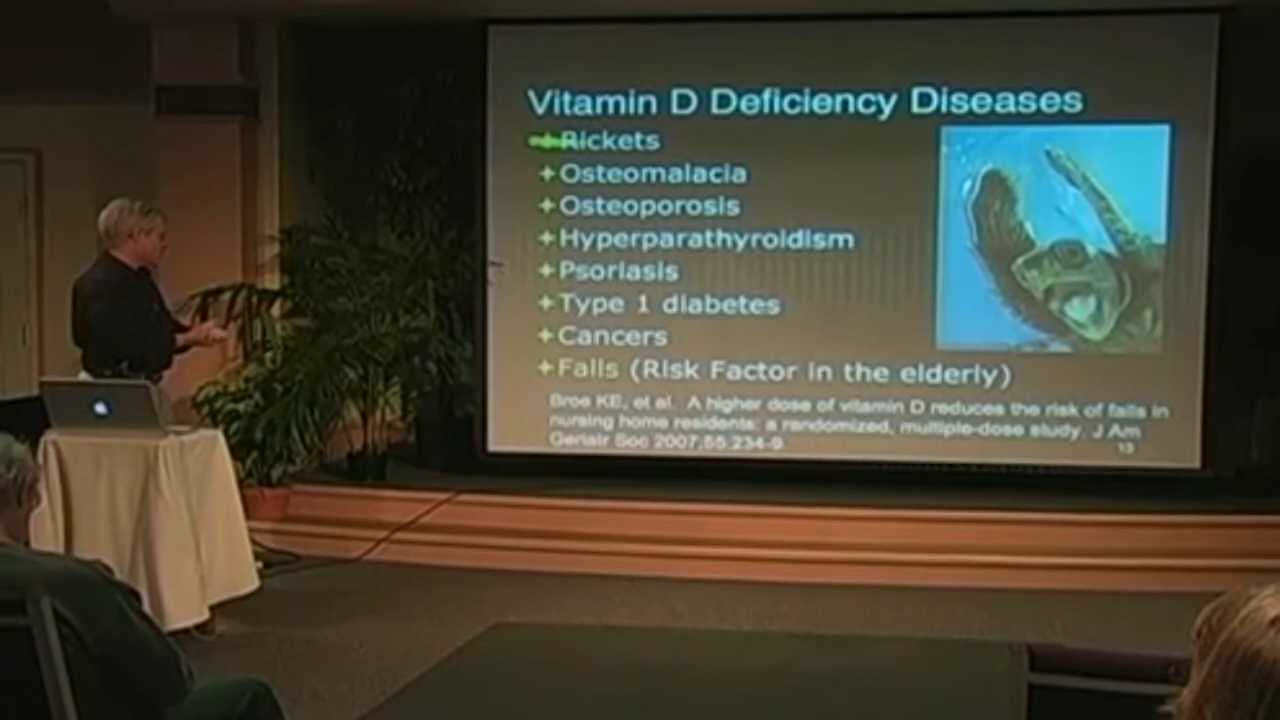 Vitamin D Deficiency Diseases
+Rickets
+Osteomalacia
+Osteoporosis
+Hyperparathyroidism
+Psoriasis
+Type 1 diabetes
+Cancers
+Falls (Risk Factor in the elderly)
Broe KE, et al. A higher dose of vitamin D reduces the risk of falls in
nursing home residents: a randomized, multiple-dose study. J Am
Geriatr Soc 2007;55:234-9
13